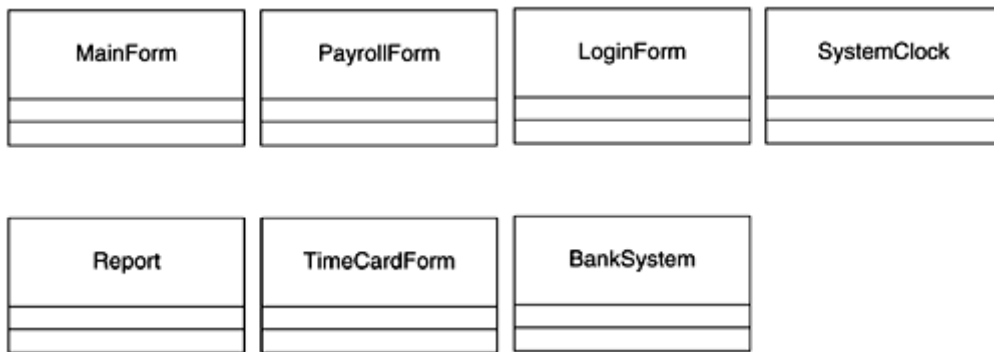 MainForm
PayrollForm
LoginForm
SystemClock
Report
TimeCardForm
BankSystem